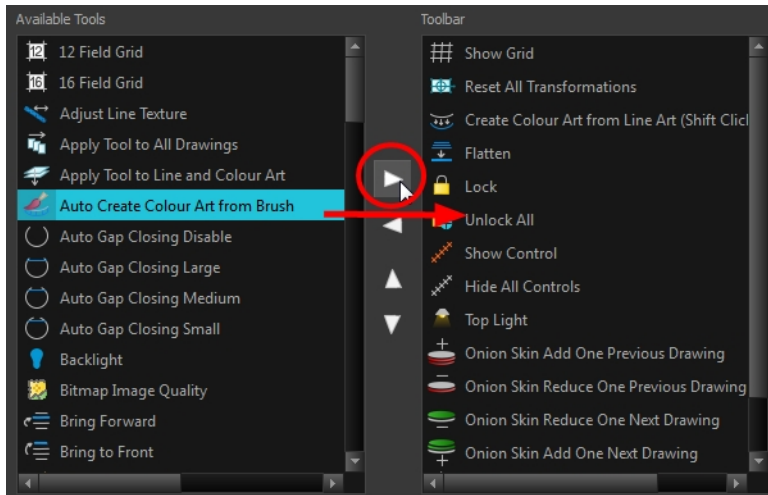 Available Tools
12 12 Field Grid
16 16 Field Grid
Adjust Line Texture
Apply Tool to All Drawings
Apply Tool to Line and Colour Art
Auto Create Colour Art from Brush
Auto Gap Closing Disable
Auto Gap Closing Large
Auto Gap Closing Medium
Auto Gap Closing Small
Backlight
Bitmap Image Quality
Bring Forward
Bring to Front
Toolbar
Show Grid
Reset All Transformations
Create Colour Art from Line Art (Shift Clic
Flatten
Lock
Unlock All
Show Control
Hide All Controls
Top Light
Onion Skin Add One Previous Drawing
Onion Skin Reduce One Previous Drawing
Onion Skin Reduce One Next Drawing
Onion Skin Add One Next Drawing